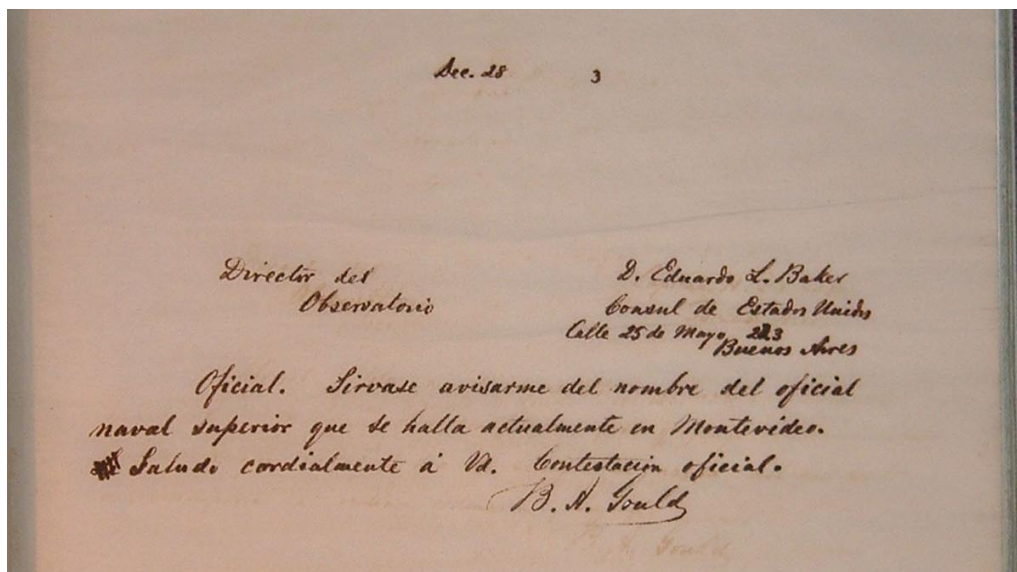 Dec. 28 3
Director del D. Eduardo L. Baker
Observatorio Consul de Estados Unidos
Calle 25 de Mayo
Buenos Aires
Oficial. Sirvase avisarme del nombre del oficial
naval superior que se halla actualmente en Montevideo.
Saludo cordialmente á Vd. Contestacion oficial.
B. A. Gould